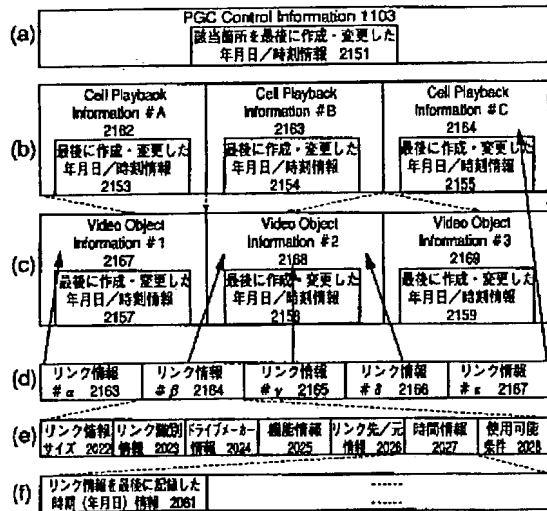 (a)
PGC Control Information 1103
該当箇所を最後に作成・変更した
年月日/時刻情報 2151
(b)
Cell Playback
Information #A
2162
最後に作成・変更した
年月日/時刻情報
2153
Cell Playback
Information #B
2163
最後に作成・変更した
年月日/時刻情報
2154
Cell Playback
Information #C
2164
最後に作成・変更した
年月日/時刻情報
2155
(c)
Video Object
Information #1
2167
最後に作成・変更した
年月日/時刻情報
2157
Video Object
Information #2
2168
最後に作成・変更した
年月日/時刻情報
2158
Video Object
Information #3
2169
最後に作成・変更した
年月日/時刻情報
2159
(d)
リンク情報
#α 2163
リンク情報
#β 2164
リンク情報
#γ 2165
リンク情報
#δ 2166
リンク情報
#ε 2167
(e)
リンク情報
サイズ 2022
リンク識別
情報 2023
ドライブメーカー
情報 2024
機能情報
2025
リンク先/元
情報 2026
時間情報
2027
使用可能
条件 2028
(f)
リンク情報を最後に記録した
時期(年月日)情報 2061